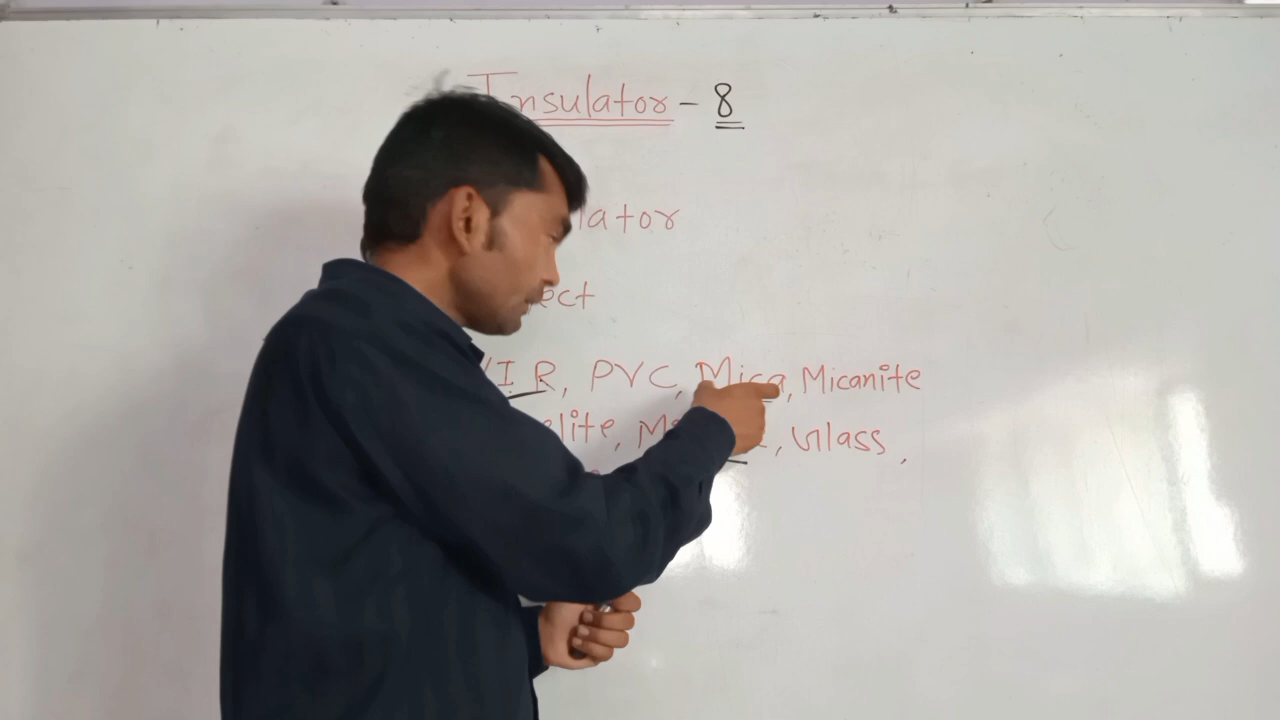 Insulator - 8
lator
ect
I R, PVC, Mica, Micanite
elite, Glass,